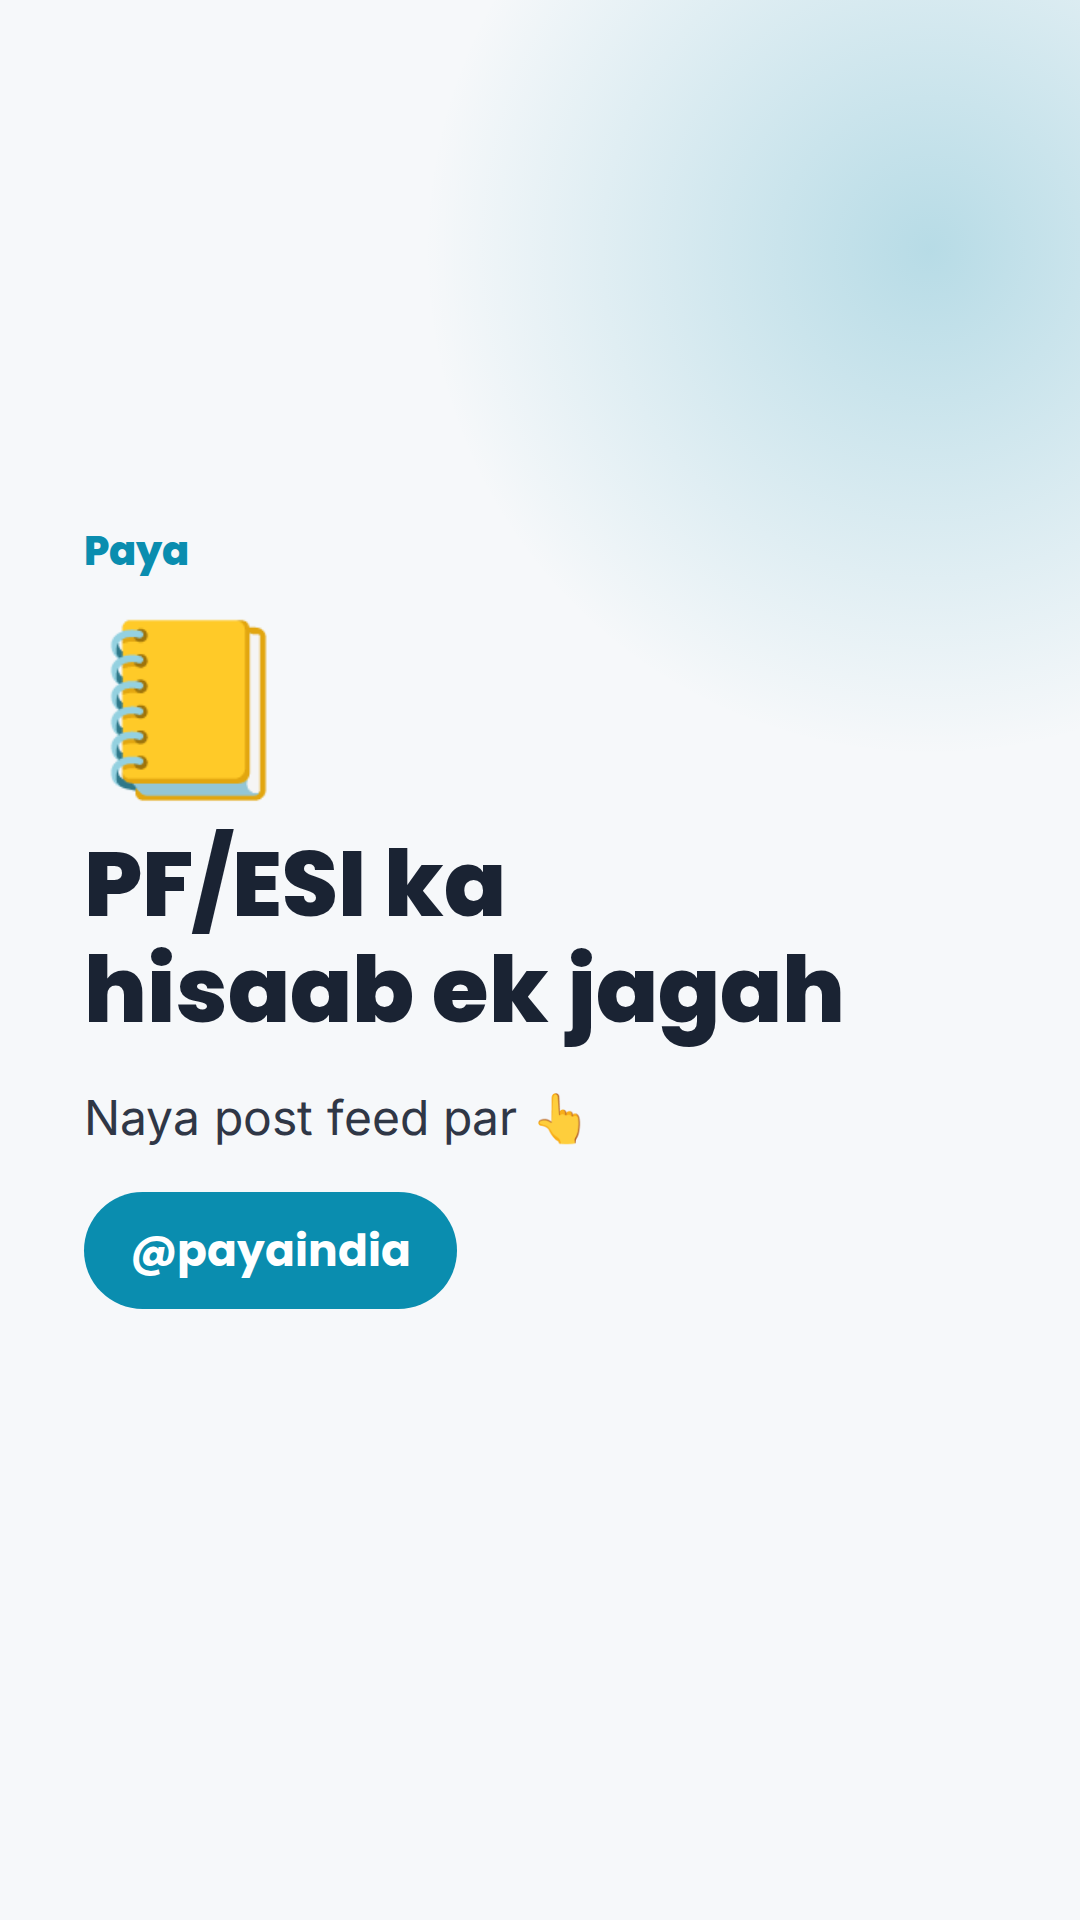 Paya
PF/ESI ka
hisaab ek jagah
Naya post feed par 👆
@payaindia